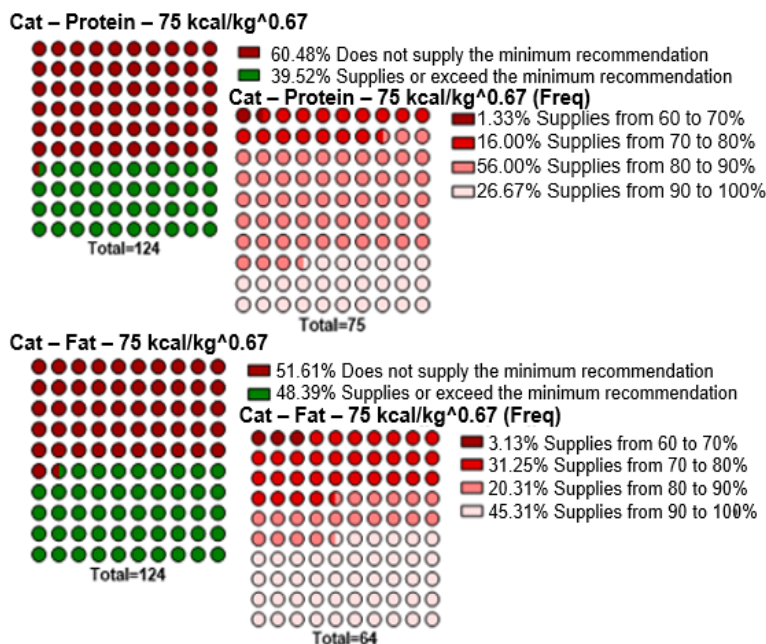 Cat – Protein – 75 kcal/kg^0.67
60.48% Does not supply the minimum recommendation
39.52% Supplies or exceed the minimum recommendation
Cat – Protein – 75 kcal/kg^0.67 (Freq)
1.33% Supplies from 60 to 70%
16.00% Supplies from 70 to 80%
56.00% Supplies from 80 to 90%
26.67% Supplies from 90 to 100%
Total=124
Total=75
Cat – Fat – 75 kcal/kg^0.67
51.61% Does not supply the minimum recommendation
48.39% Supplies or exceed the minimum recommendation
Cat – Fat – 75 kcal/kg^0.67 (Freq)
3.13% Supplies from 60 to 70%
31.25% Supplies from 70 to 80%
20.31% Supplies from 80 to 90%
45.31% Supplies from 90 to 100%
Total=124
Total=64